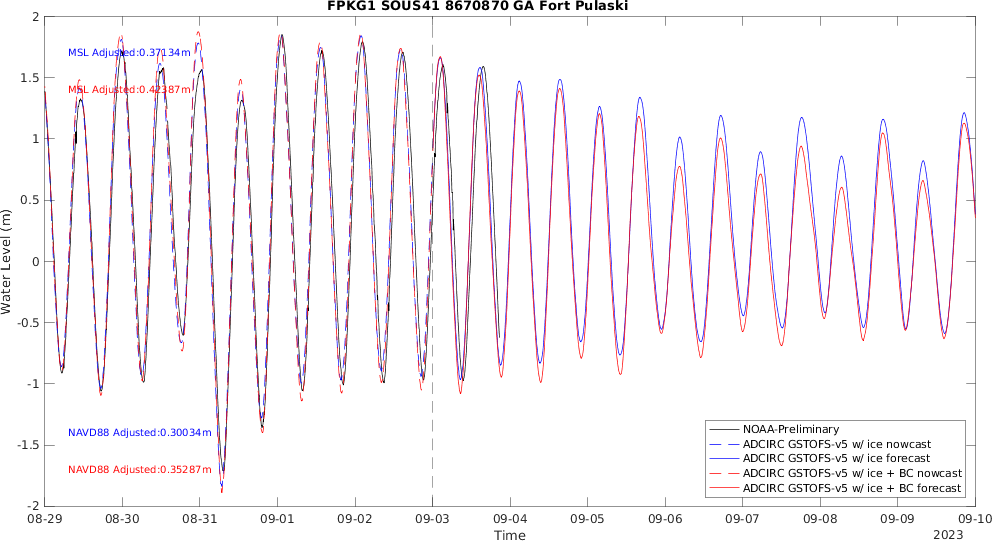 FPKG1 SOUS41 8670870 GA Fort Pulaski
2
1.5
1
0.5
0
-0.5
-1
-1.5
-2
Water Level (m)
MSL Adjusted:0.37134m
MSL Adjusted:0.42387m
NAVD88 Adjusted:0.30034m
NAVD88 Adjusted:0.35287m
NOAA-Preliminary
ADCIRC GSTOFS-v5 w/ ice nowcast
ADCIRC GSTOFS-v5 w/ ice forecast
ADCIRC GSTOFS-v5 w/ ice + BC nowcast
ADCIRC GSTOFS-v5 w/ ice + BC forecast
08-29 08-30 08-31 09-01 09-02 09-03 09-04 09-05 09-06 09-07 09-08 09-09 09-10
Time
2023